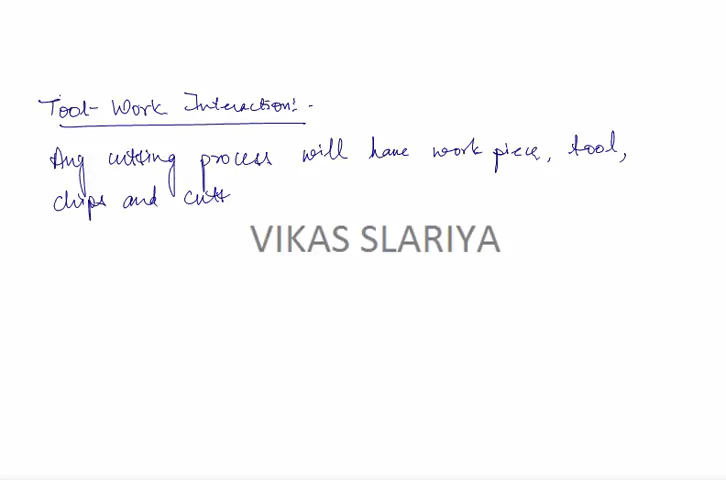 Tool-Work Interaction:-
Any cutting process will have work piece, tool,
chips and cutt
VIKAS SLARIYA